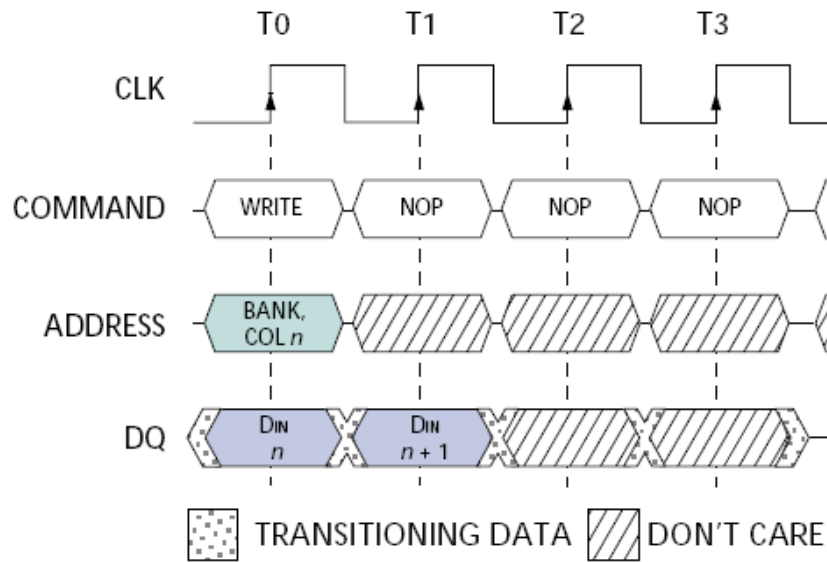 T0 T1 T2 T3
CLK
COMMAND WRITE NOP NOP NOP
ADDRESS BANK,
COL n
DQ DIN DIN
n n + 1
TRANSITIONING DATA DON'T CARE